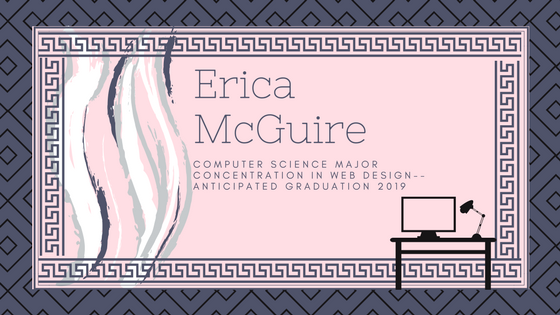 Erica
McGuire
COMPUTER SCIENCE MAJOR
CONCENTRATION IN WEB DESIGN--
ANTICIPATED GRADUATION 2019